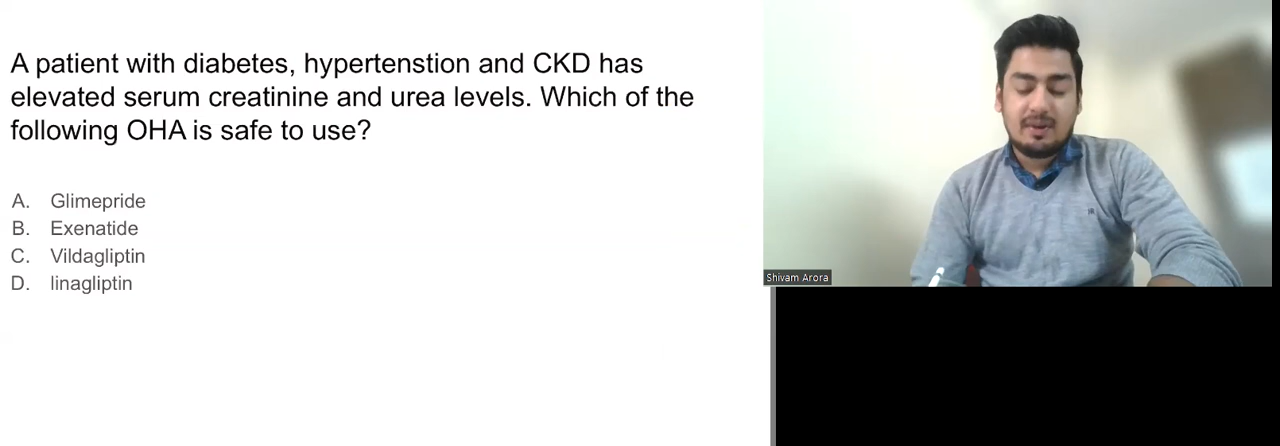 A patient with diabetes, hypertenstion and CKD has
elevated serum creatinine and urea levels. Which of the
following OHA is safe to use?
A. Glimepride
B. Exenatide
C. Vildagliptin
D. linagliptin
Shivam Arora